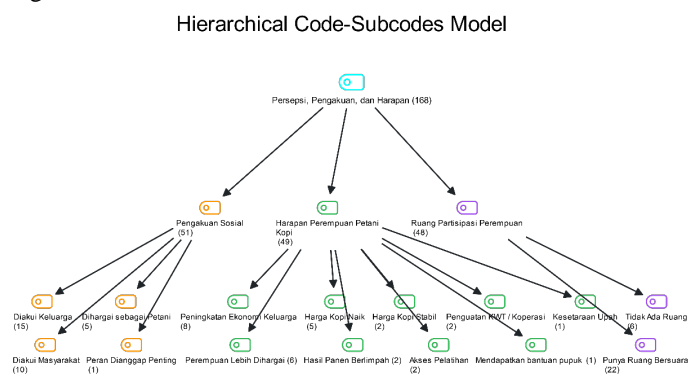 Hierarchical Code-Subcodes Model
Persepsi, Pengakuan, dan Harapan (168)
Pengakuan Sosial
(51)
Harapan Perempuan Petani
Kopi
(49)
Ruang Partisipasi Perempuan
(48)
Diakui Keluarga
(15)
Dihargai sebagai Petani
(5)
Peningkatan Ekonomi Keluarga
(8)
Harga Kopi Naik
(5)
Harga Kopi Stabil
(2)
Penguatan KWT / Koperasi
(2)
Kesetaraan Upah
(1)
Tidak Ada Ruang
(6)
Diakui Masyarakat
(10)
Peran Dianggap Penting
(1)
Perempuan Lebih Dihargai (6)
Hasil Panen Berlimpah (2)
Akses Pelatihan
(2)
Mendapatkan bantuan pupuk (1)
Punya Ruang Bersuara
(22)